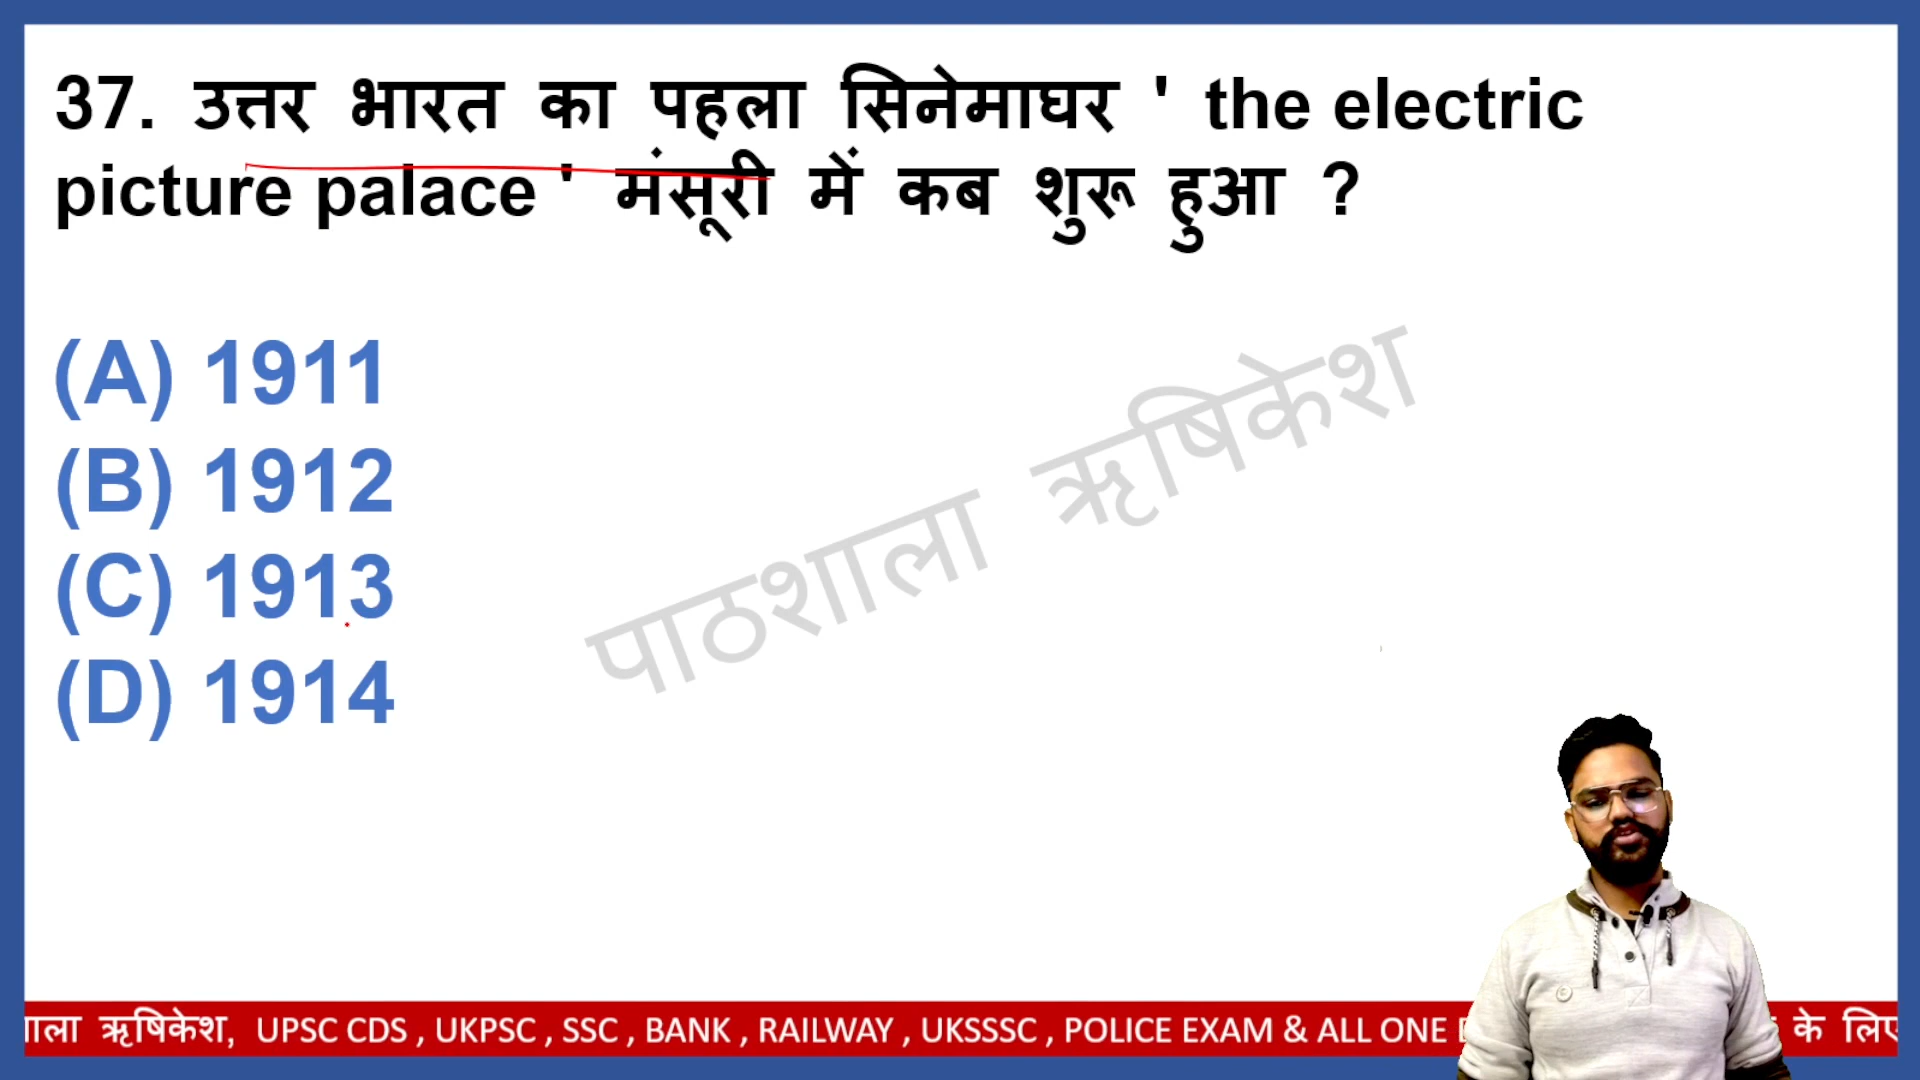 37. उत्तर भारत का पहला सिनेमाघर ' the electric
picture palace ' मंसूरी में कब शुरू हुआ ?
(A) 1911
(B) 1912
(C) 1913
(D) 1914
पाठशाला ऋषिकेश
ऋषिकेश, UPSC CDS , UKPSC , SSC , BANK , RAILWAY , UKSSSC , POLICE EXAM & ALL ONE के